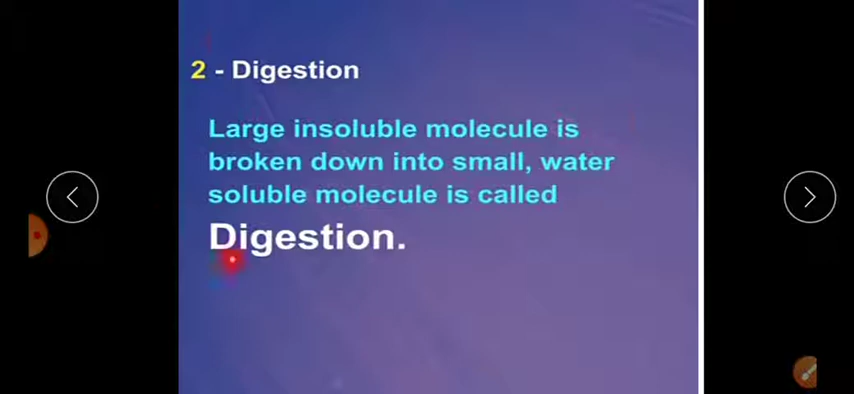 2 - Digestion
Large insoluble molecule is
broken down into small, water
soluble molecule is called
Digestion.